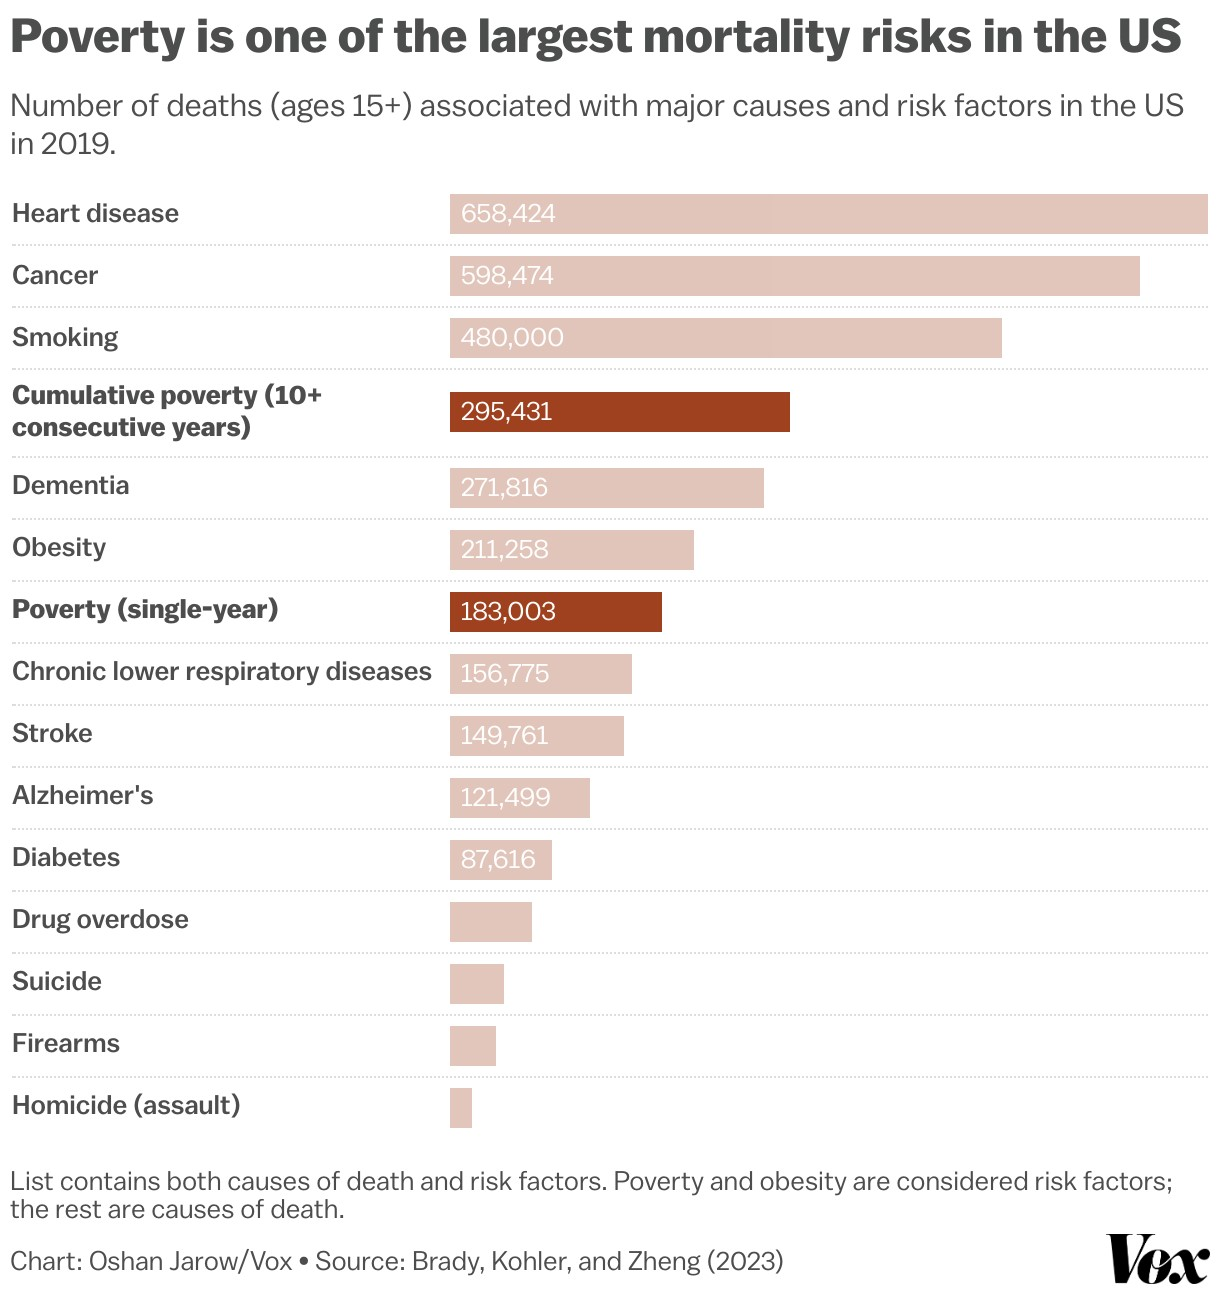 Poverty is one of the largest mortality risks in the US
Number of deaths (ages 15+) associated with major causes and risk factors in the US
in 2019.
Heart disease 658,424
Cancer 598,474
Smoking 480,000
Cumulative poverty (10+
consecutive years) 295,431
Dementia 271,816
Obesity 211,258
Poverty (single-year) 183,003
Chronic lower respiratory diseases 156,775
Stroke 149,761
Alzheimer's 121,499
Diabetes 87,616
Drug overdose
Suicide
Firearms
Homicide (assault)
List contains both causes of death and risk factors. Poverty and obesity are considered risk factors;
the rest are causes of death.
Chart: Oshan Jarow/Vox • Source: Brady, Kohler, and Zheng (2023)
Vox